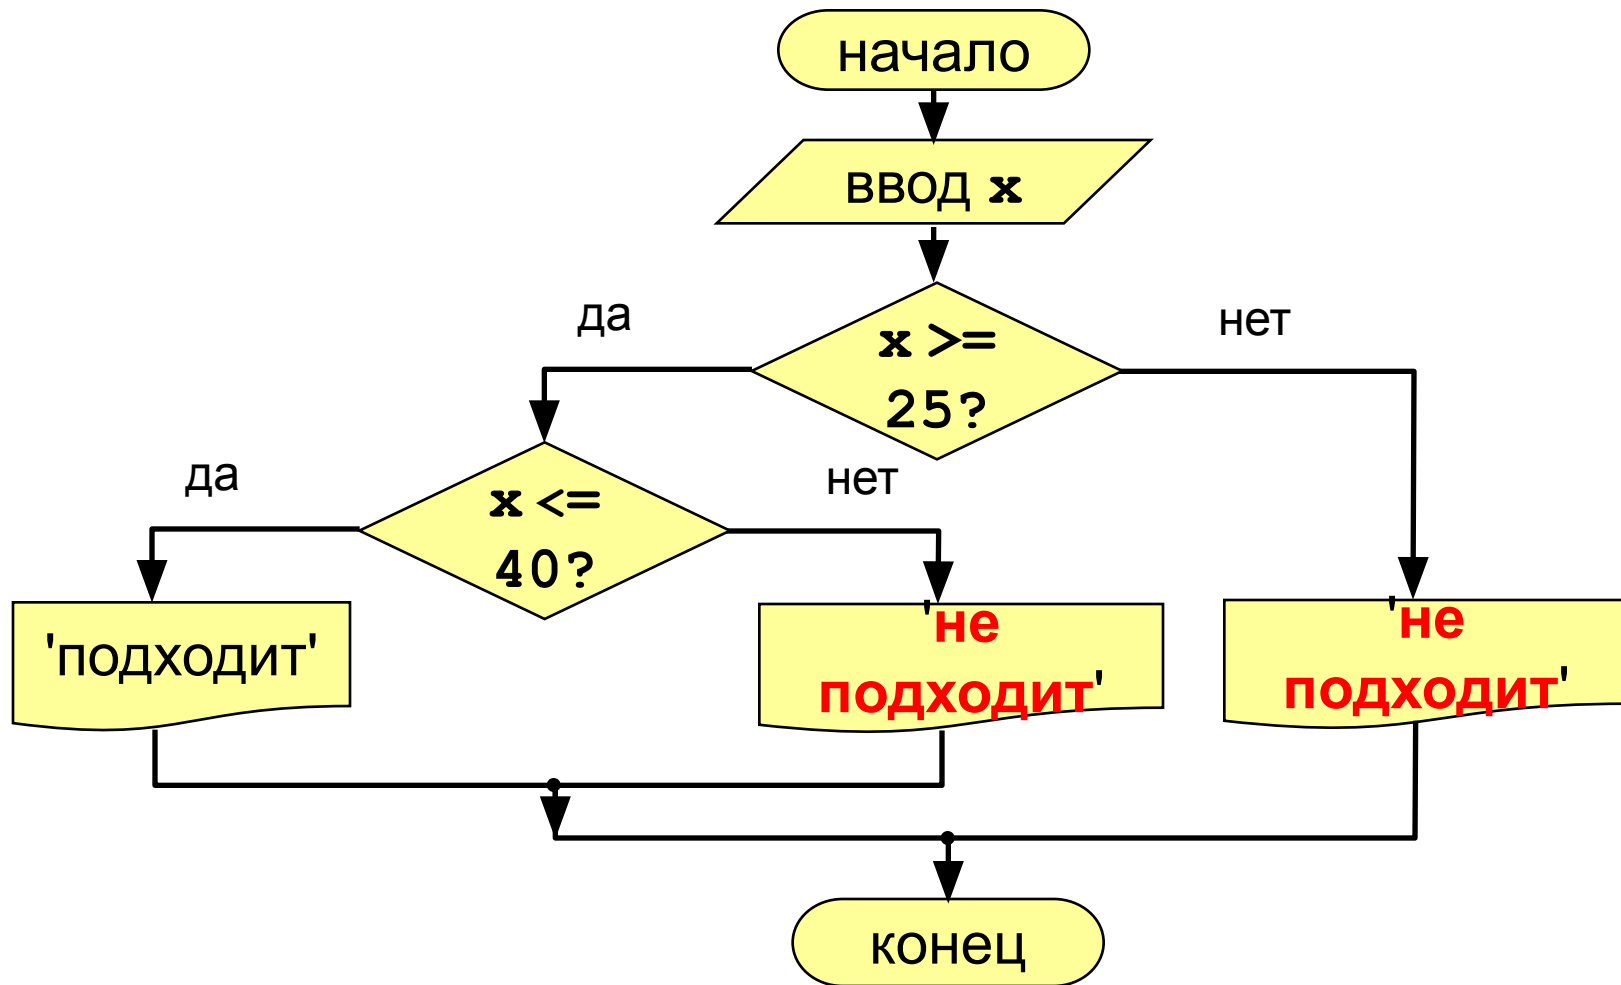 начало
ввод x
да
нет
x >=
25?
да
нет
x <=
40?
'подходит'
'не
подходит'
'не
подходит'
конец